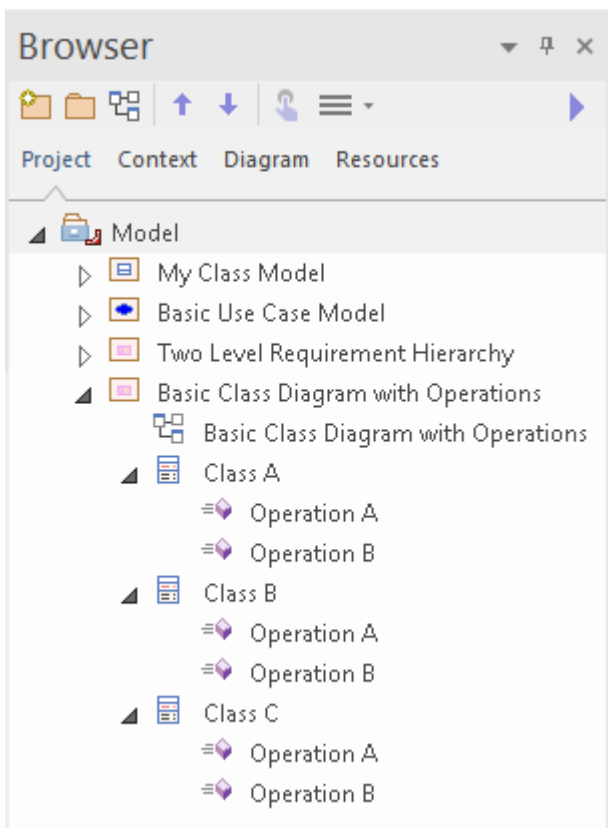 Browser
Project Context Diagram Resources
Model
My Class Model
Basic Use Case Model
Two Level Requirement Hierarchy
Basic Class Diagram with Operations
Basic Class Diagram with Operations
Class A
Operation A
Operation B
Class B
Operation A
Operation B
Class C
Operation A
Operation B